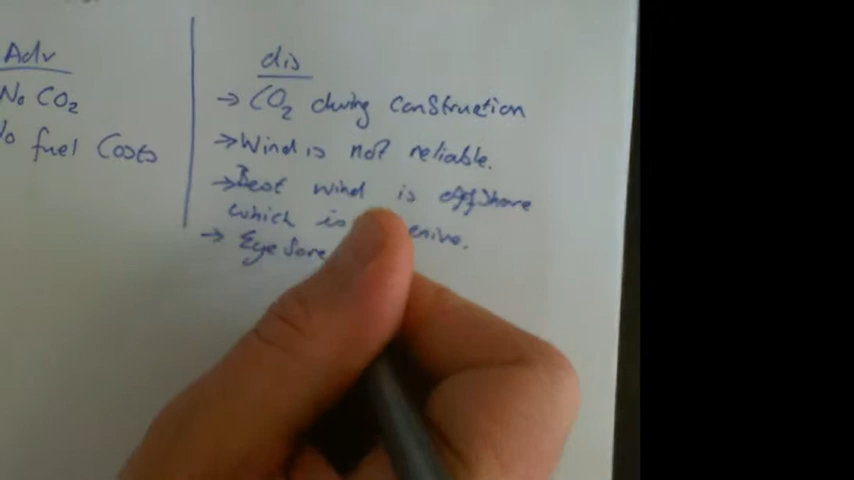 Adv
No CO2
fuel Costs
dis
→ CO2 during construction
→ Wind is not reliable.
→ Best wind is offshore
which is
→ Eye Sore